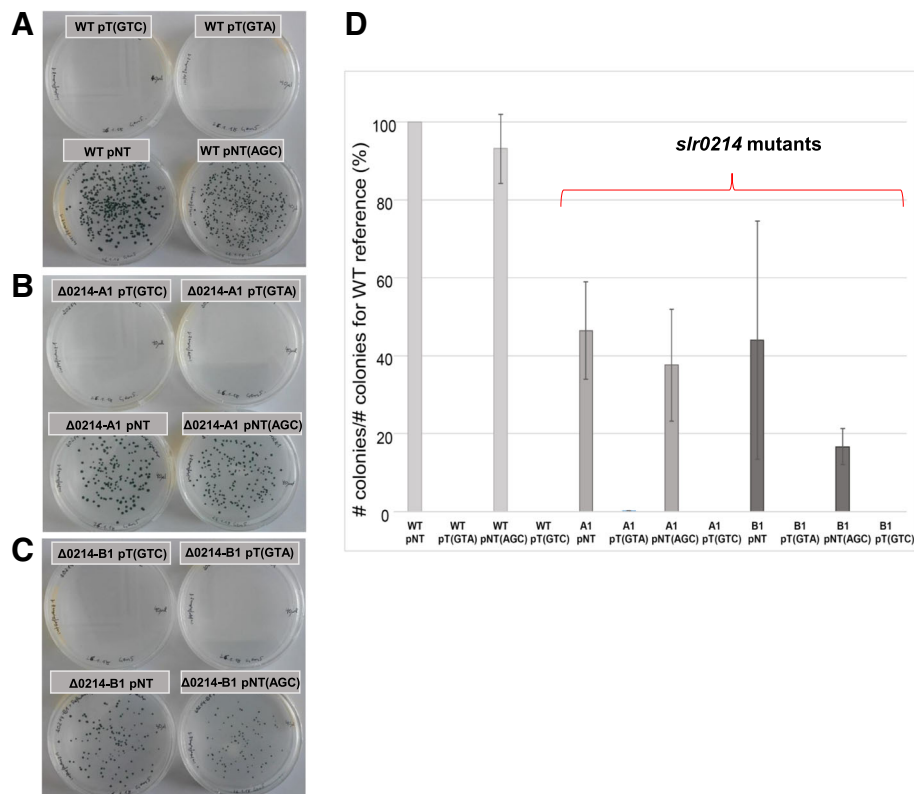 A
WT pT(GTC) WT pT(GTA)
WT pNT WT pNT(AGC)
B
Δ0214-A1 pT(GTC) Δ0214-A1 pT(GTA)
Δ0214-A1 pNT Δ0214-A1 pNT(AGC)
C
Δ0214-B1 pT(GTC) Δ0214-B1 pT(GTA)
Δ0214-B1 pNT Δ0214-B1 pNT(AGC)
D
# colonies/# colonies for WT reference (%)
100
80
60
40
20
0
slr0214 mutants
WT WT WT WT A1 A1 A1 A1 B1 B1 B1 B1
pNT pT(GTA) pNT(AGC) pT(GTC) pNT pT(GTA) pNT(AGC) pT(GTC) pNT pT(GTA) pNT(AGC) pT(GTC)